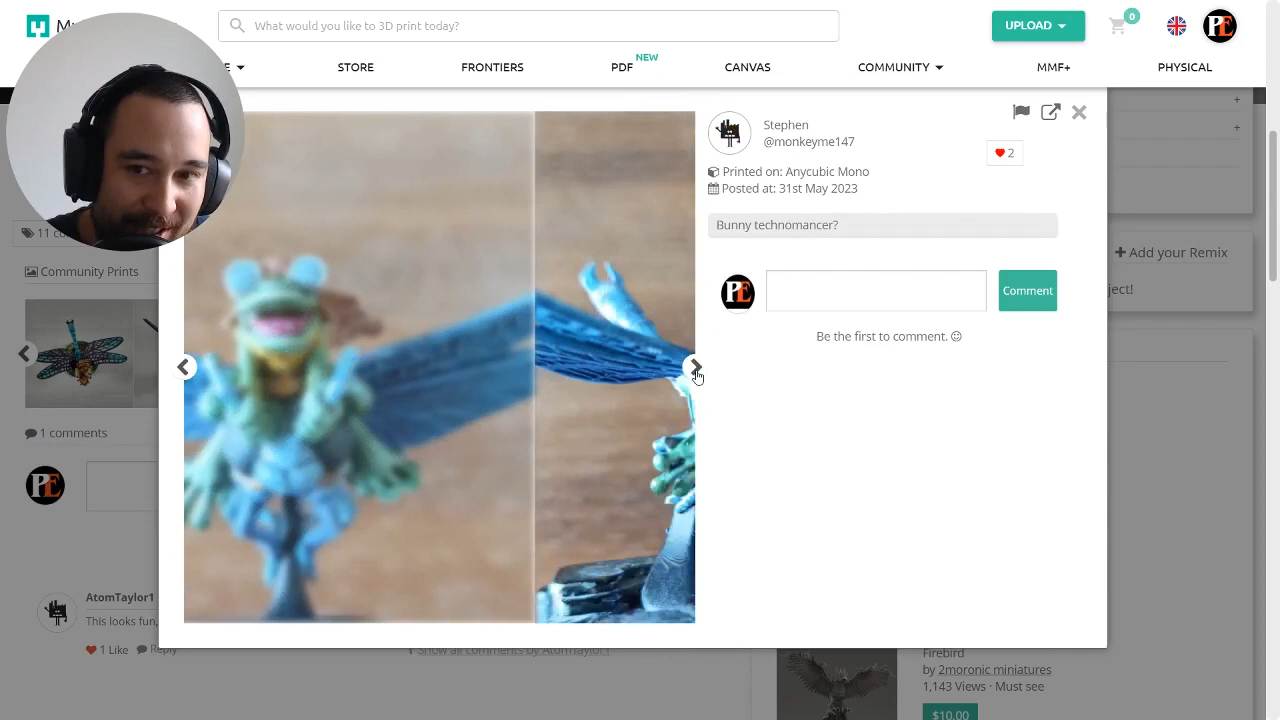 What would you like to 3D print today?
UPLOAD
0
PE
STORE
FRONTIERS
PDF
NEW
CANVAS
COMMUNITY
MMF+
PHYSICAL
Stephen
@monkeyme147
2
Printed on: Anycubic Mono
Posted at: 31st May 2023
Bunny technomancer?
PE
Comment
Be the first to comment.
Community Prints
1 comments
PE
AtomTaylor1
This looks fun,
1 Like
Reply
Show all comments by AtomTaylor1
+ Add your Remix
Firebird
by 2moronic miniatures
1,143 Views · Must see
$10.00